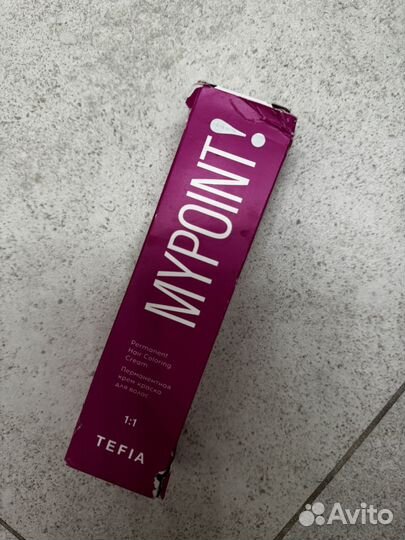 MYPOINT!
Permanent
Hair Coloring
Cream
Перманентная
крем-краска
для волос
1:1
TEFIA
Avito